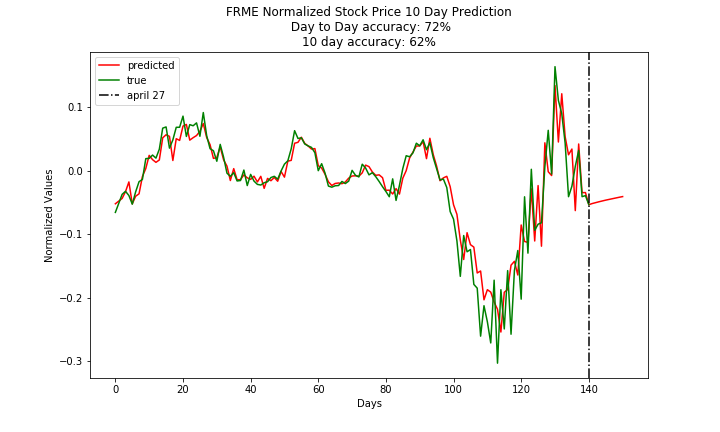 FRME Normalized Stock Price 10 Day Prediction
Day to Day accuracy: 72%
10 day accuracy: 62%
predicted
true
april 27
0.1
0.0
−0.1
−0.2
−0.3
Normalized Values
0
20
40
60
80
100
120
140
Days